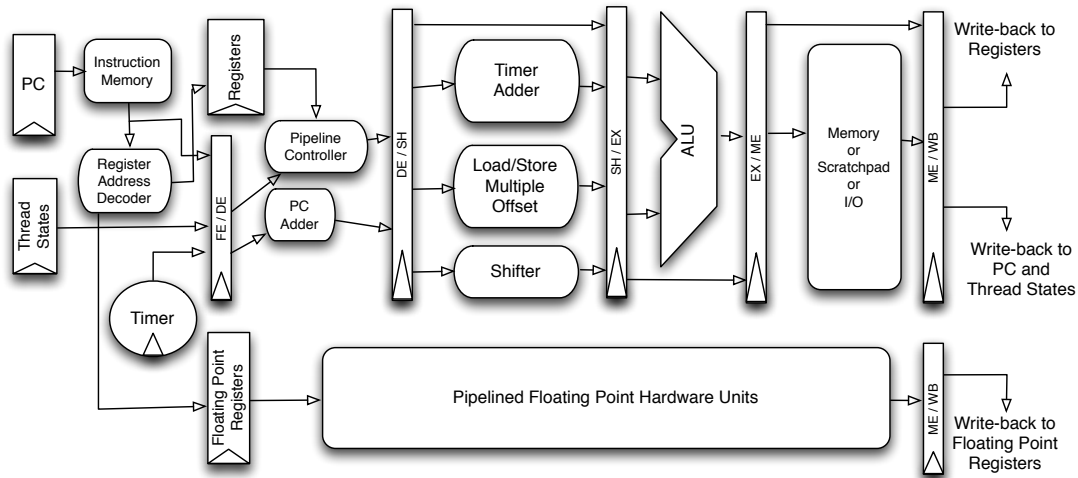 PC
Instruction
Memory
Register
Address
Decoder
Thread
States
Timer
Registers
FE / DE
Pipeline
Controller
PC
Adder
DE / SH
Timer
Adder
Load/Store
Multiple
Offset
Shifter
SH / EX
ALU
EX / ME
Memory
or
Scratchpad
or
I/O
ME / WB
Write-back to
Registers
Write-back to
PC and
Thread States
Floating Point
Registers
Pipelined Floating Point Hardware Units
ME / WB
Write-back to
Floating Point
Registers